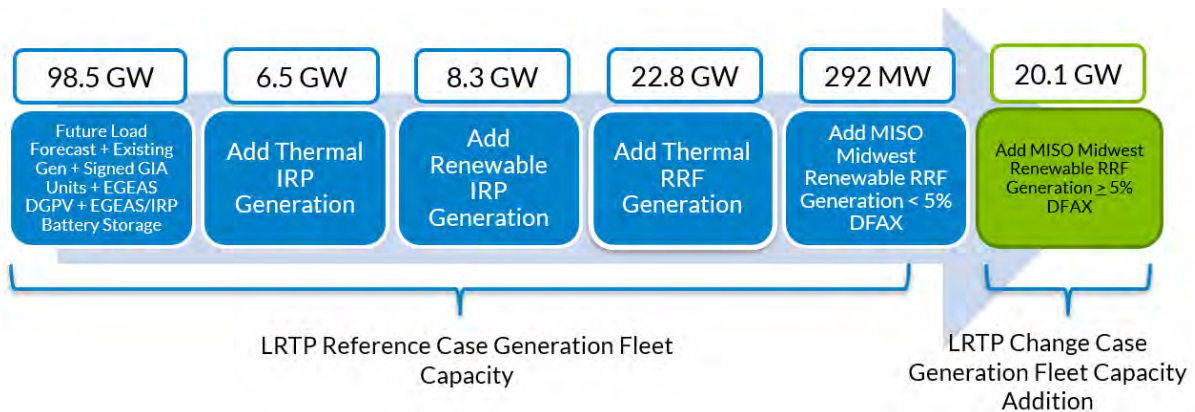 98.5 GW
6.5 GW
8.3 GW
22.8 GW
292 MW
20.1 GW
Future Load
Forecast + Existing
Gen + Signed GIA
Units + EGEAS
DGPV + EGEAS/IRP
Battery Storage
Add Thermal
IRP
Generation
Add
Renewable
IRP
Generation
Add Thermal
RRF
Generation
Add MISO
Midwest
Renewable RRF
Generation < 5%
DFAX
Add MISO Midwest
Renewable RRF
Generation ≥ 5%
DFAX
LRTP Reference Case Generation Fleet
Capacity
LRTP Change Case
Generation Fleet Capacity
Addition